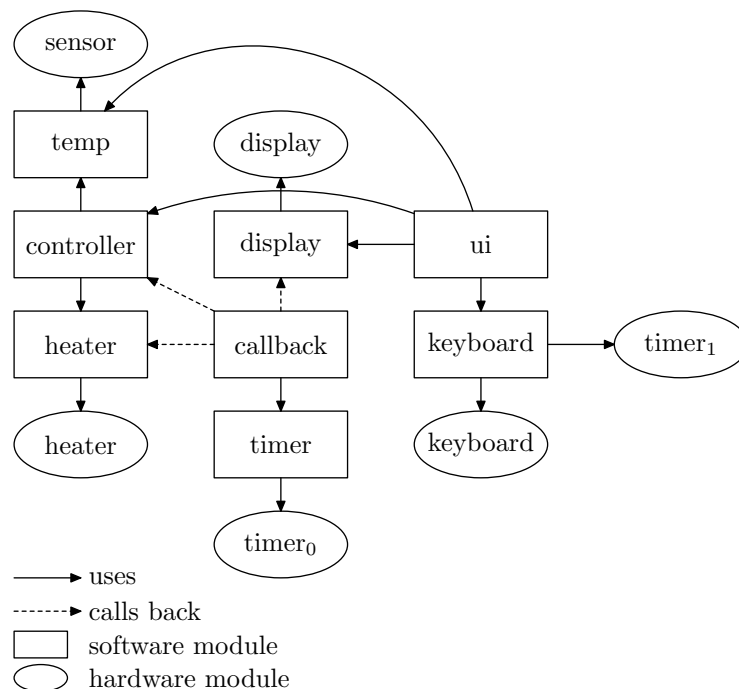 sensor
temp
display
controller
display
ui
heater
callback
keyboard
timer₁
heater
timer
keyboard
timer₀
uses
calls back
software module
hardware module